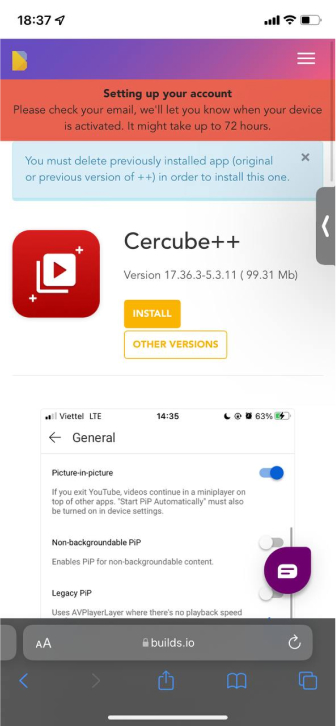 18:37
Setting up your account
Please check your email, we'll let you know when your device
is activated. It might take up to 72 hours.
You must delete previously installed app (original
or previous version of ++) in order to install this one.
×
Cercube++
Version 17.36.3-5.3.11 ( 99.31 Mb)
INSTALL
OTHER VERSIONS
Viettel LTE 14:35 63%
← General
Picture-in-picture
If you exit YouTube, videos continue in a miniplayer on
top of other apps. "Start PiP Automatically" must also
be turned on in device settings.
Non-backgroundable PiP
Enables PiP for non-backgroundable content.
Legacy PiP
Uses AVPlayerLayer where there's no playback speed
AA builds.io